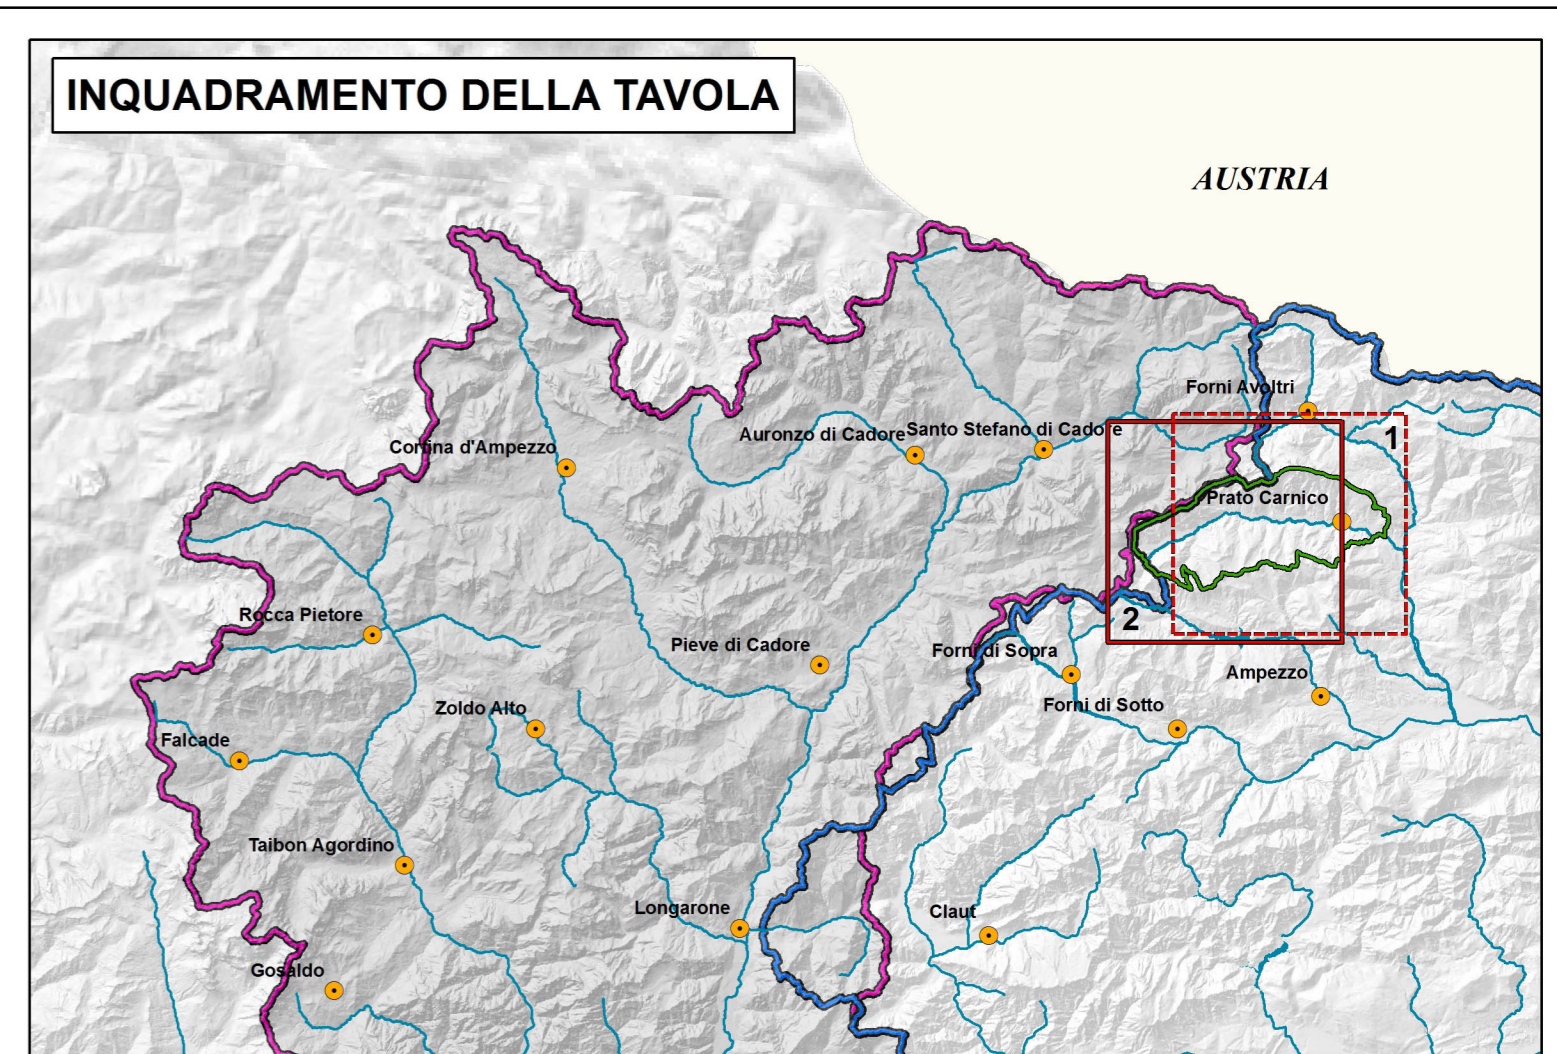 INQUADRAMENTO DELLA TAVOLA
AUSTRIA
Forni Avoltri
Santo Stefano di Cadore
Auronzo di Cadore
1
Cortina d'Ampezzo
Prato Carnico
Rocca Pietore
2
Pieve di Cadore
Forni di Sopra
Ampezzo
Forni di Sotto
Zoldo Alto
Falcade
Taibon Agordino
Longarone
Claut
Gosaldo